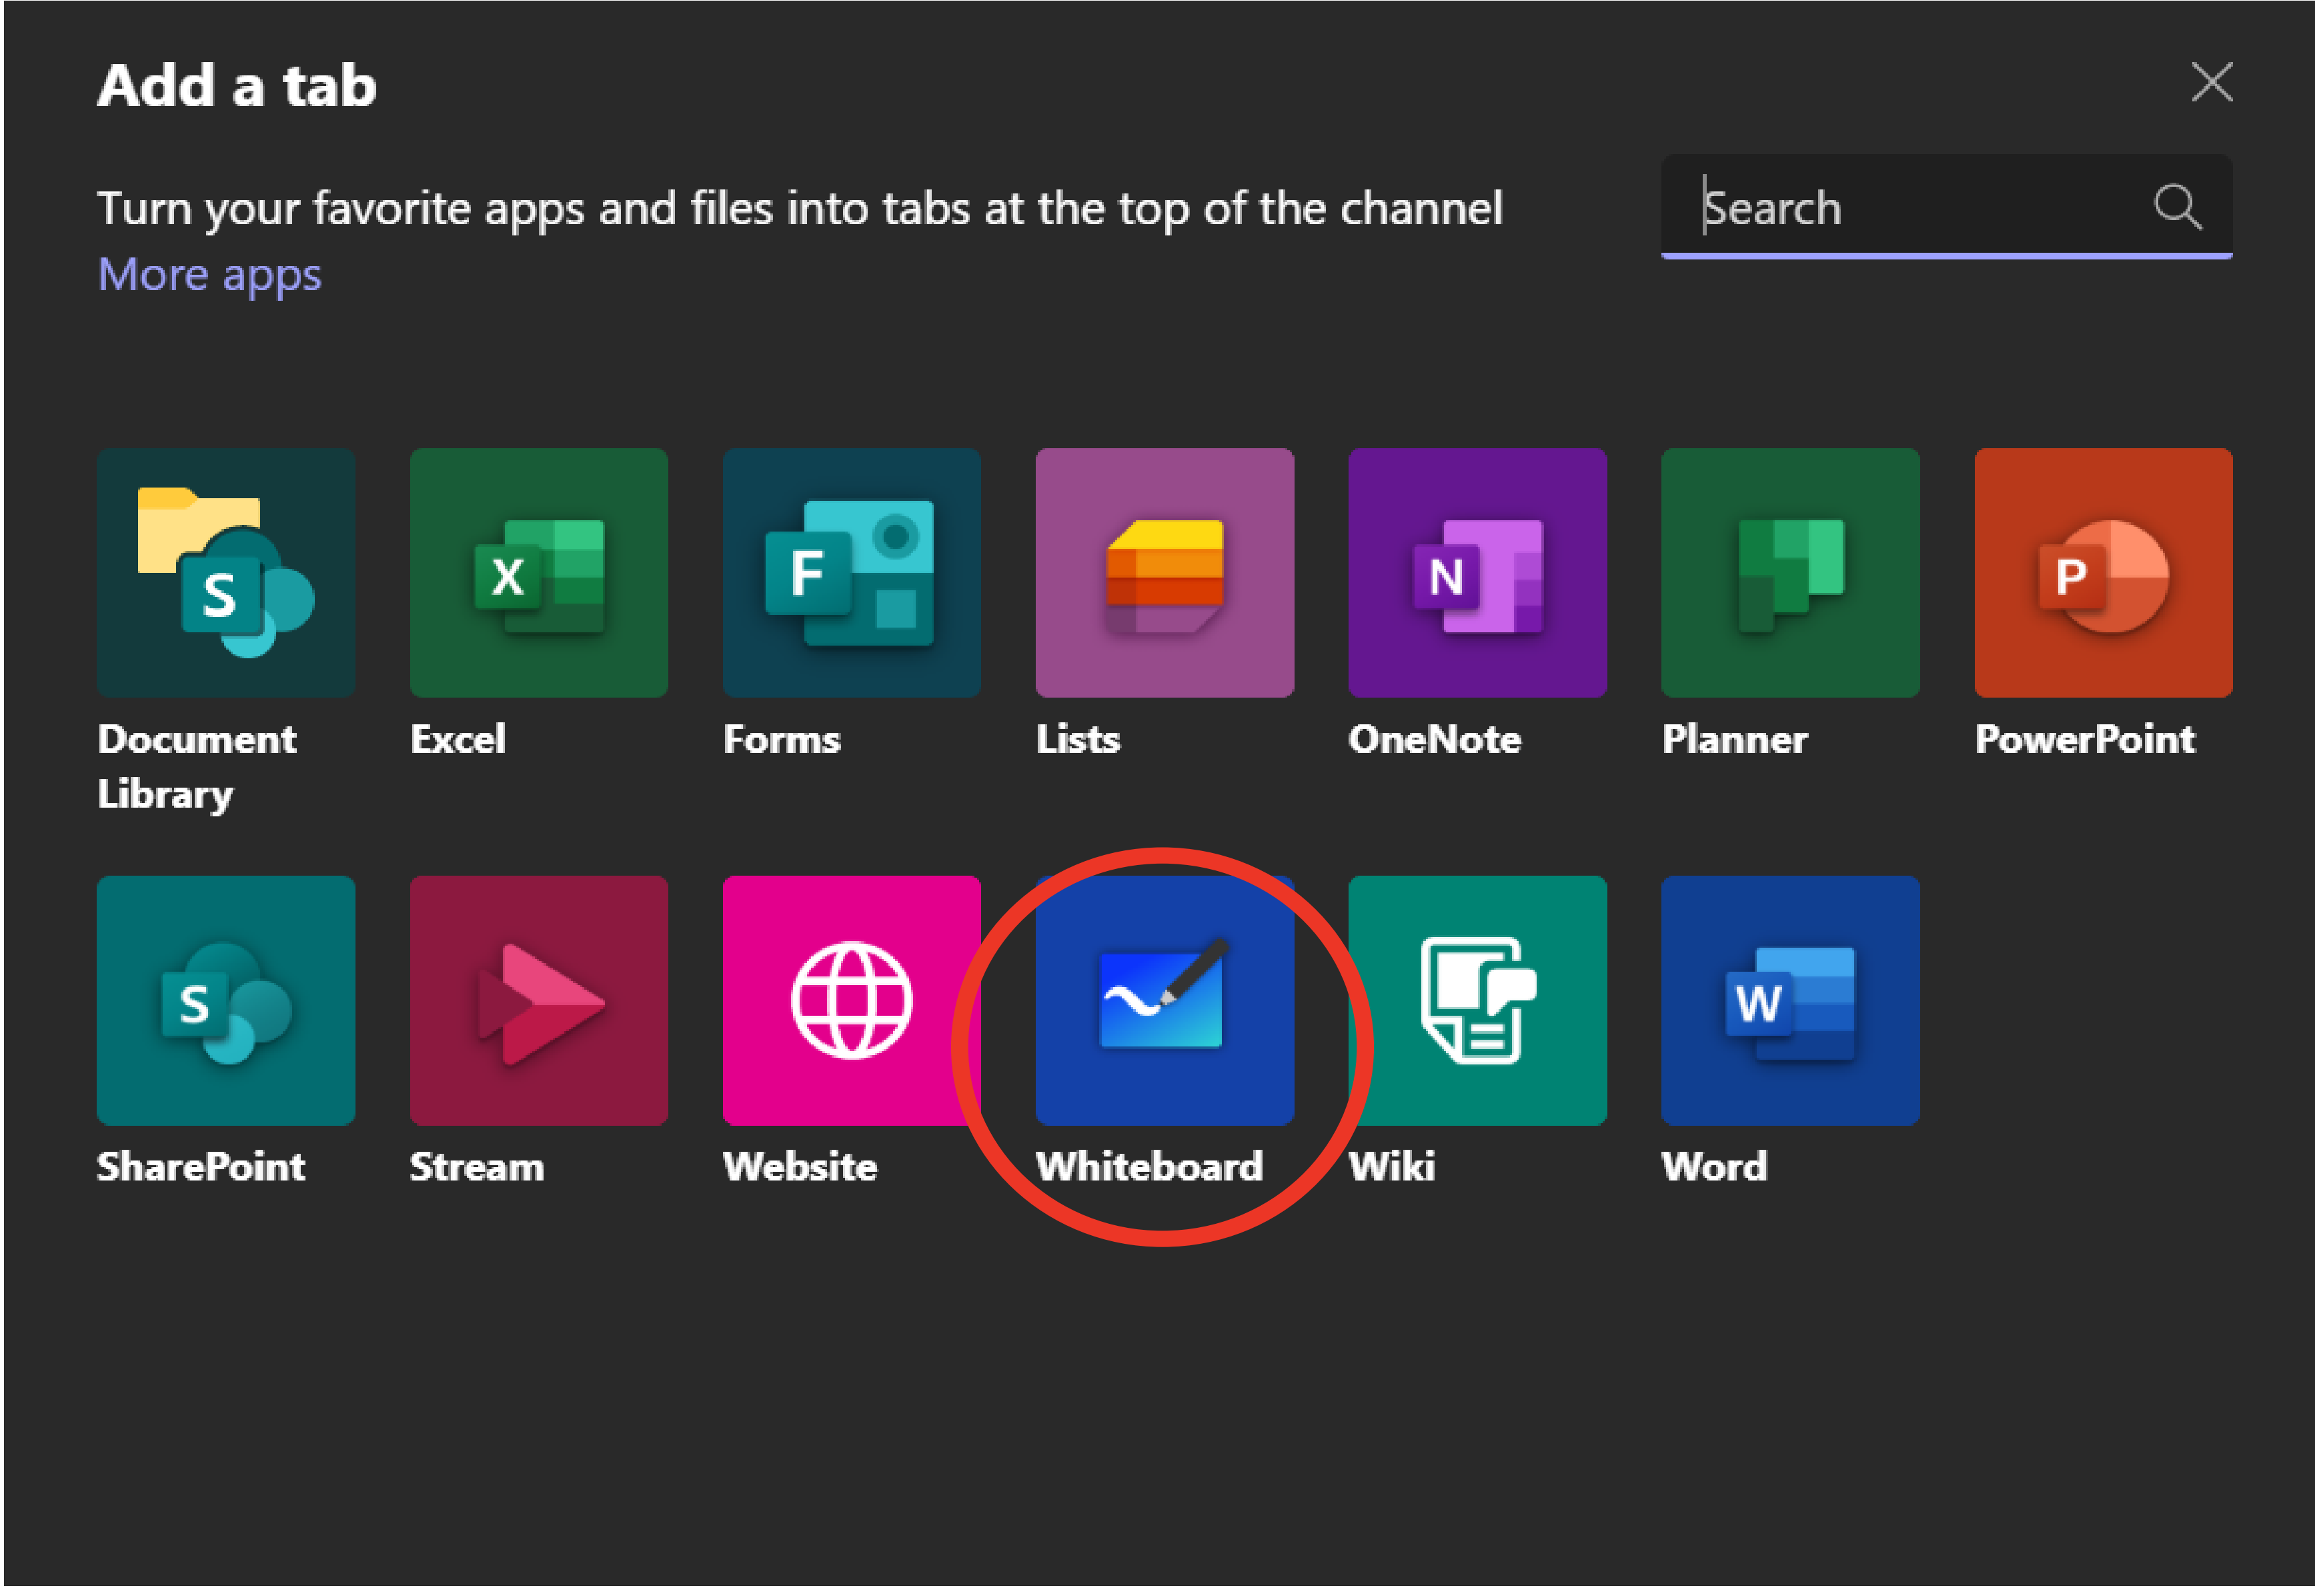 Add a tab
Turn your favorite apps and files into tabs at the top of the channel
More apps
Search
S
X
F
N
P
Document
Library
Excel
Forms
Lists
OneNote
Planner
PowerPoint
S
W
SharePoint
Stream
Website
Whiteboard
Wiki
Word